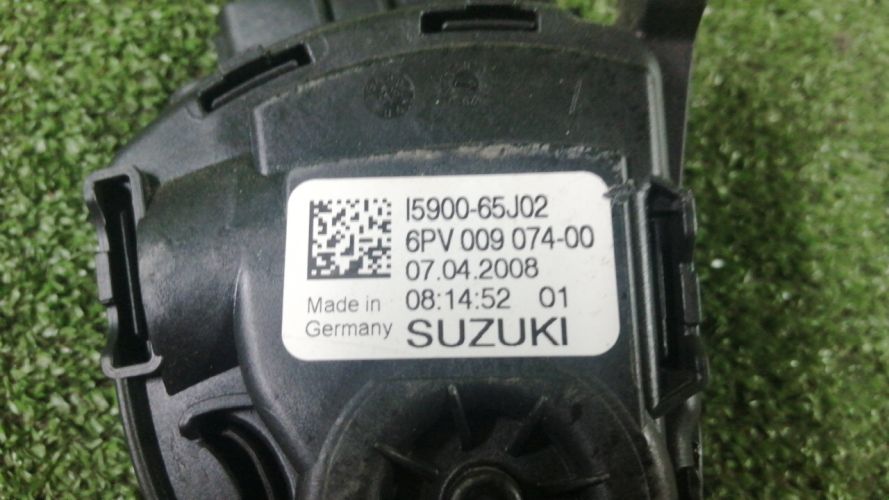 I5900-65J02
6PV 009 074-00
07.04.2008
Made in 08:14:52 01
Germany SUZUKI